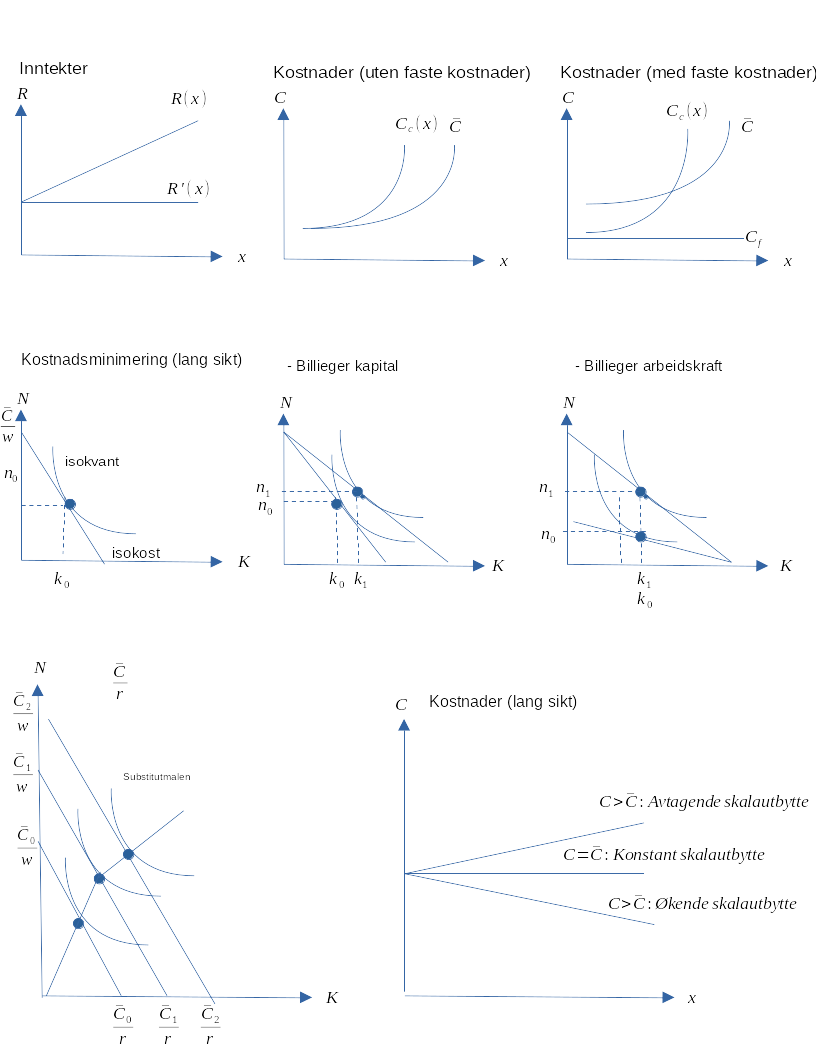 Inntekter
Kostnader (uten faste kostnader)
Kostnader (med faste kostnader)
R
R(x)
R'(x)
x
C
C_c(x)
C̄
x
C
C_c(x)
C̄
C_f
x
Kostnadsminimering (lang sikt)
- Billieger kapital
- Billieger arbeidskraft
N
C̄/w
n_0
isokvant
isokost
k_0
K
N
n_1
n_0
k_0
k_1
K
N
n_1
n_0
k_1
k_0
K
N
C̄/r
C̄_2/w
C̄_1/w
C̄_0/w
Substitutmalen
K
C̄_0/r
C̄_1/r
C̄_2/r
Kostnader (lang sikt)
C
C>C̄: Avtagende skalautbytte
C=C̄: Konstant skalautbytte
C>C̄: Økende skalautbytte
x